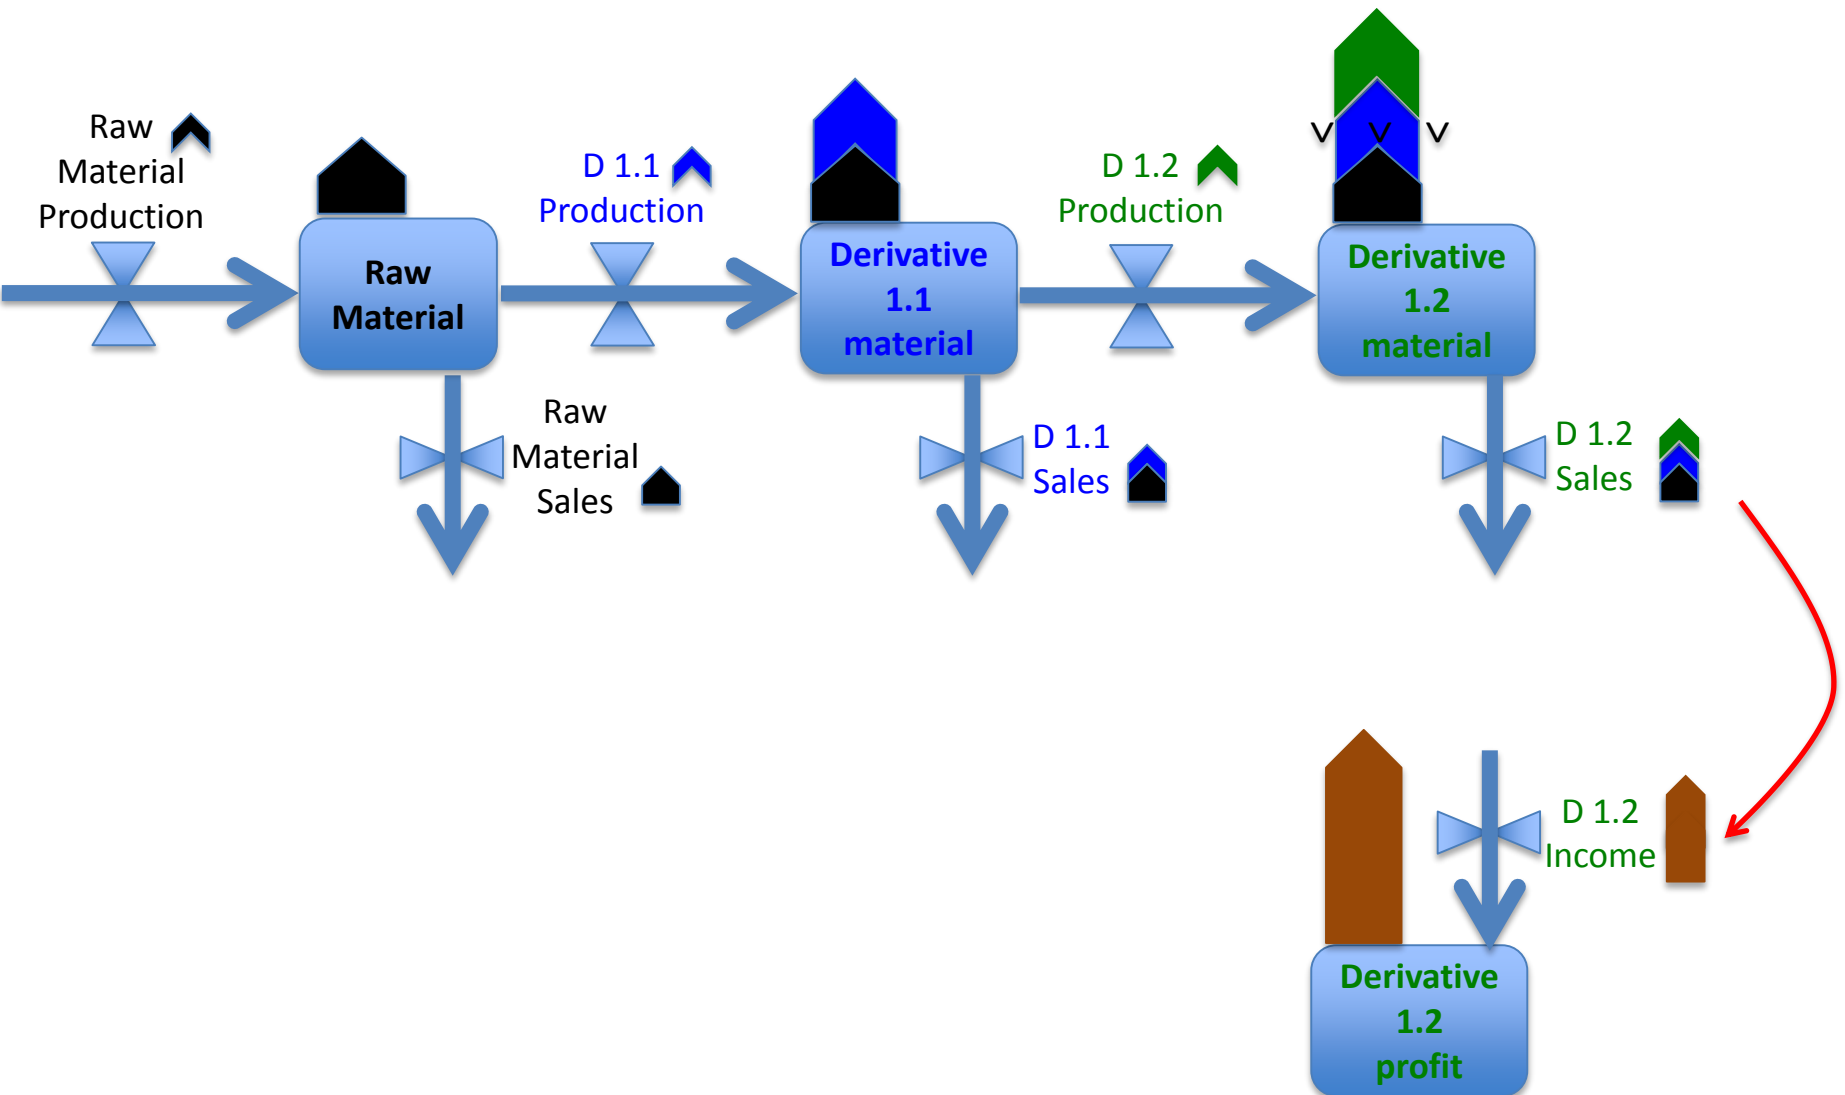 Raw
Material
Production
D 1.1
Production
D 1.2
Production
V V V
Raw
Material
Derivative
1.1
material
Derivative
1.2
material
Raw
Material
Sales
D 1.1
Sales
D 1.2
Sales
D 1.2
Income
Derivative
1.2
profit